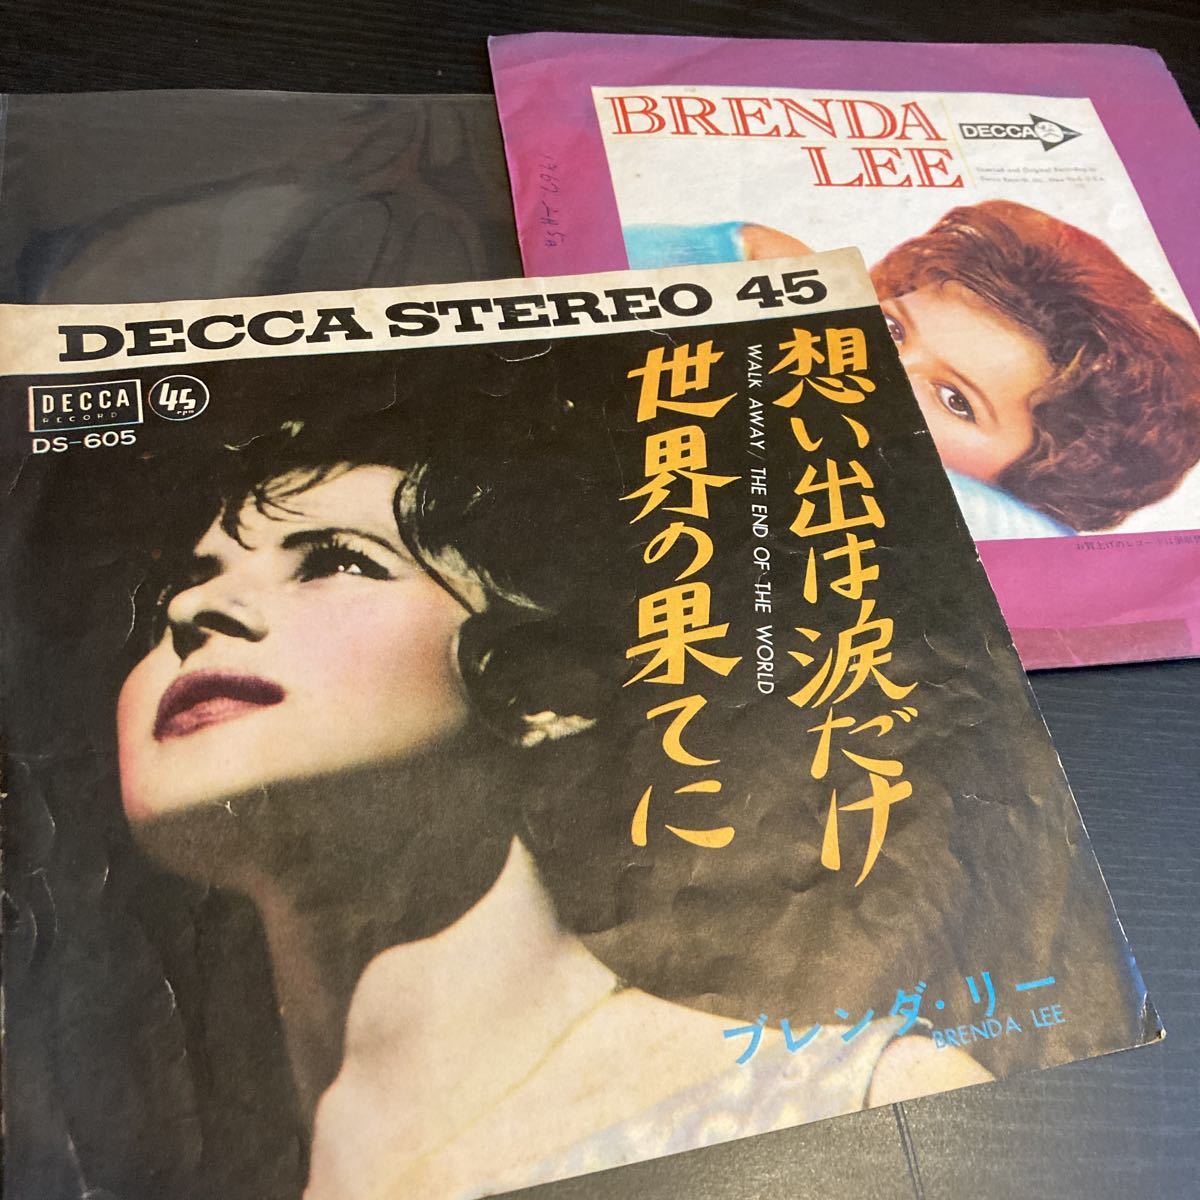 BRENDA
LEE
DECCA
DECCA STEREO 45
DECCA
RECORD
45
rpm
DS-605
想い出は涙だけ
WALK AWAY/THE END OF THE WORLD
世界の果てに
ブレンダ・リー
BRENDA LEE